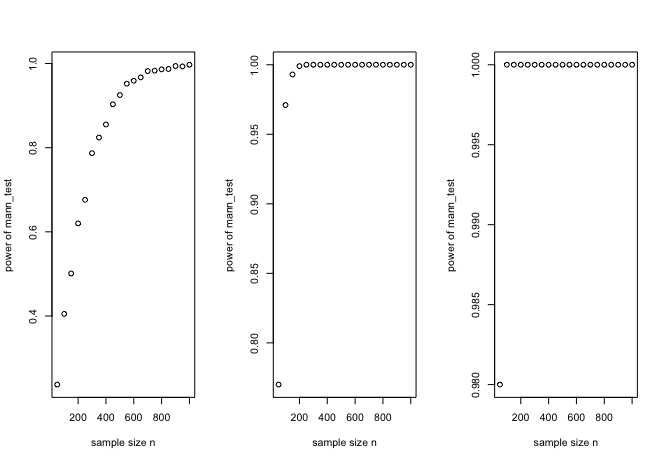 power of mann_test
1.0
0.8
0.6
0.4
200 400 600 800
sample size n
power of mann_test
1.00
0.95
0.90
0.85
0.80
200 400 600 800
sample size n
power of mann_test
1.000
0.995
0.990
0.985
0.980
200 400 600 800
sample size n